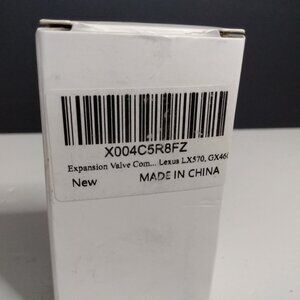 X004C5R8FZ
Expansion Valve Com... Lexus LX570, GX460
New
MADE IN CHINA